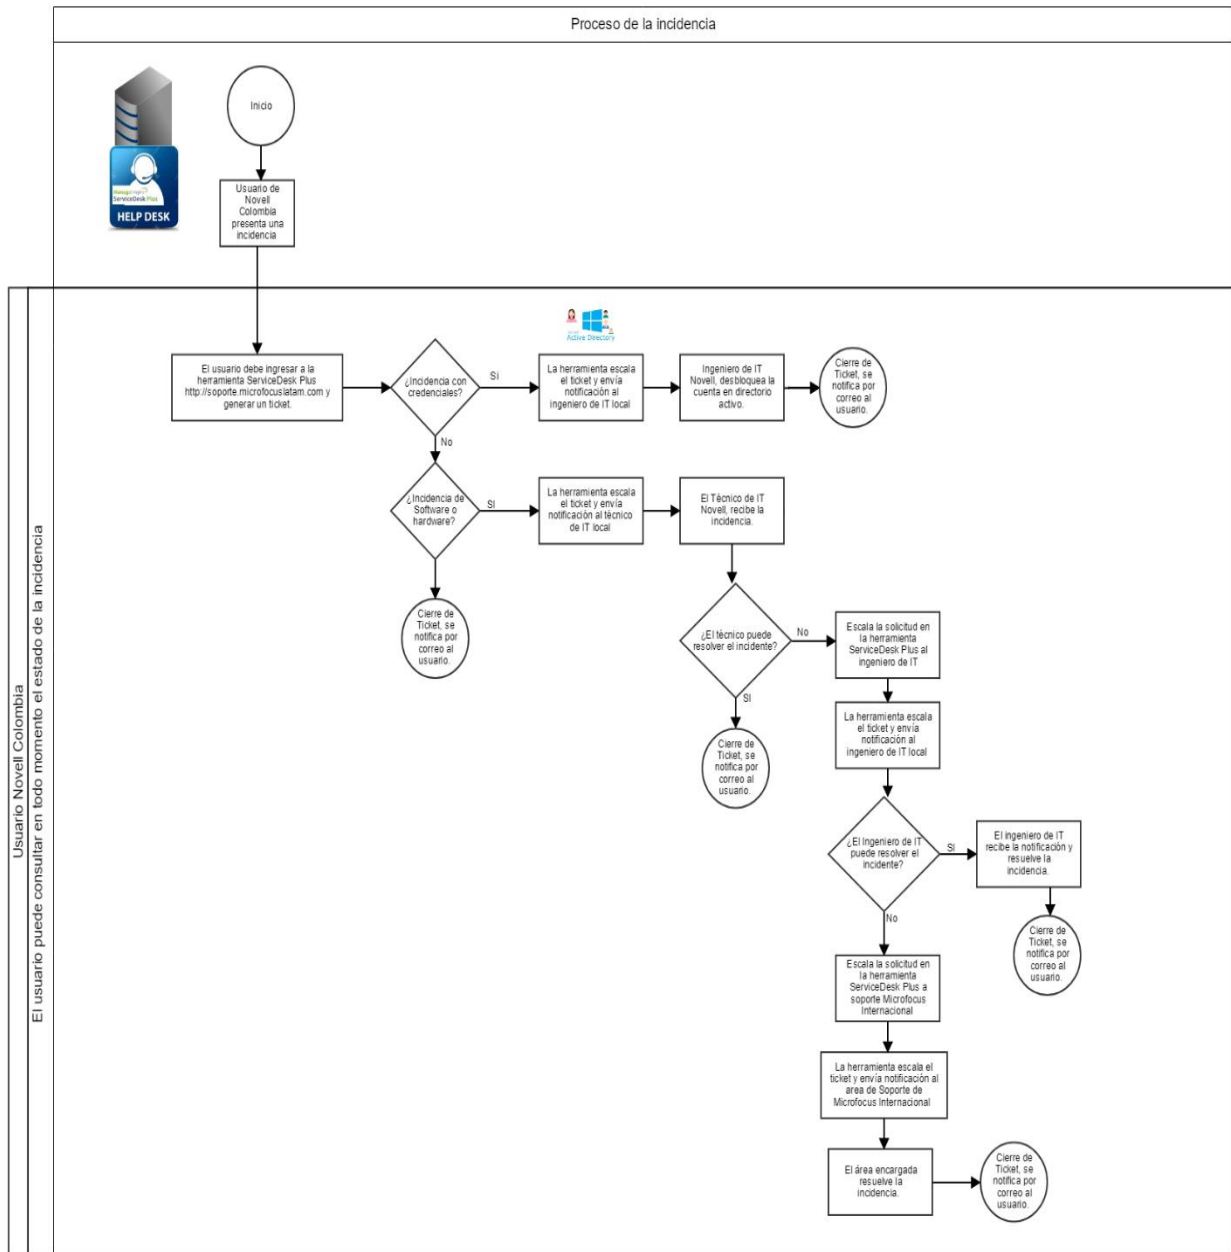 Proceso de la incidencia
Inicio
ServiceDesk Plus
HELP DESK
Usuario de
Novell
Colombia
presenta una
incidencia
Usuario Novell Colombia
El usuario puede consultar en todo momento el estado de la incidencia
Active Directory
El usuario debe ingresar a la
herramienta ServiceDesk Plus
http://soporte.microfocuslatam.com y
generar un ticket.
¿Incidencia con
credenciales?
Si
La herramienta escala
el ticket y envía
notificación al
ingeniero de IT local
Ingeniero de IT
Novell, desbloquea la
cuenta en directorio
activo.
Cierre de
Ticket, se
notifica por
correo al
usuario.
No
¿Incidencia de
Software o
hardware?
SI
La herramienta escala
el ticket y envía
notificación al técnico
de IT local
El Técnico de IT
Novell, recibe la
incidencia.
Cierre de
Ticket, se
notifica por
correo al
usuario.
¿El técnico puede
resolver el incidente?
No
Escala la solicitud en
la herramienta
ServiceDesk Plus al
ingeniero de IT
SI
Cierre de
Ticket, se
notifica por
correo al
usuario.
La herramienta escala
el ticket y envía
notificación al
ingeniero de IT local
¿El Ingeniero de IT
puede resolver el
incidente?
SI
El ingeniero de IT
recibe la notificación y
resuelve la
incidencia.
No
Cierre de
Ticket, se
notifica por
correo al
usuario.
Escala la solicitud en
la herramienta
ServiceDesk Plus a
soporte Microfocus
Internacional
La herramienta escala el
ticket y envía notificación al
area de Soporte de
Microfocus Internacional
El área encargada
resuelve la
incidencia.
Cierre de
Ticket, se
notifica por
correo al
usuario.